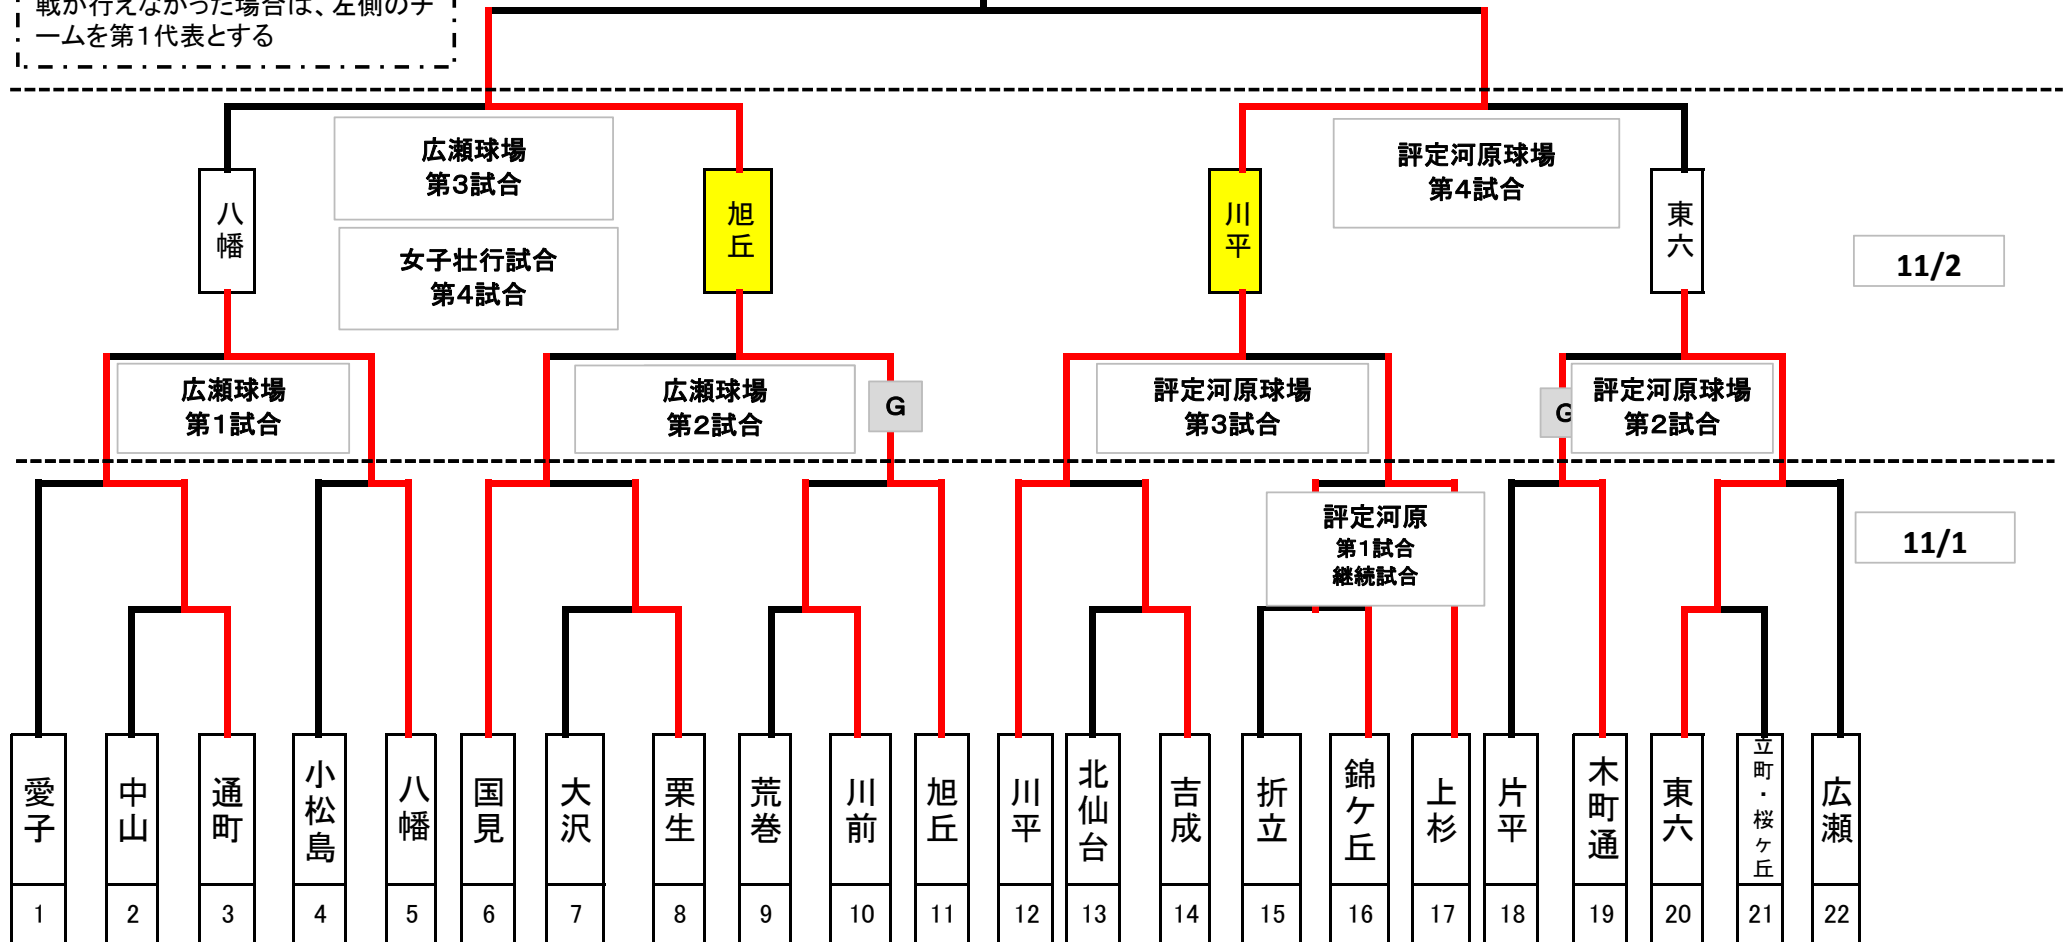 戦が行えなかった場合は、左側のチ
ームを第1代表とする
広瀬球場
第3試合
評定河原球場
第4試合
八幡
旭丘
川平
東六
女子壮行試合
第4試合
11/2
広瀬球場
第1試合
広瀬球場
第2試合
G
評定河原球場
第3試合
G
評定河原球場
第2試合
評定河原
第1試合
継続試合
11/1
愛子
中山
通町
小松島
八幡
国見
大沢
栗生
荒巻
川前
旭丘
川平
北仙台
吉成
折立
錦ケ丘
上杉
片平
木町通
東六
立町・桜ヶ丘
広瀬
1
2
3
4
5
6
7
8
9
10
11
12
13
14
15
16
17
18
19
20
21
22